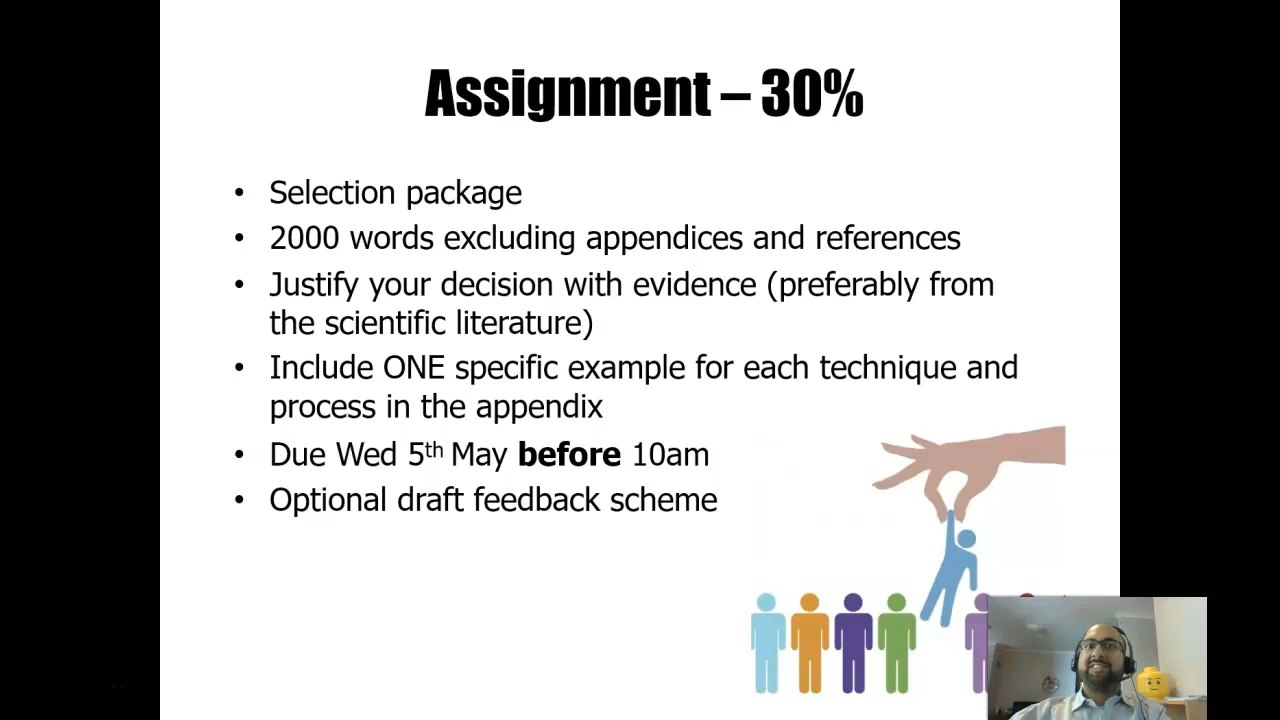 Assignment – 30%
• Selection package
• 2000 words excluding appendices and references
• Justify your decision with evidence (preferably from
the scientific literature)
• Include ONE specific example for each technique and
process in the appendix
• Due Wed 5th May before 10am
• Optional draft feedback scheme